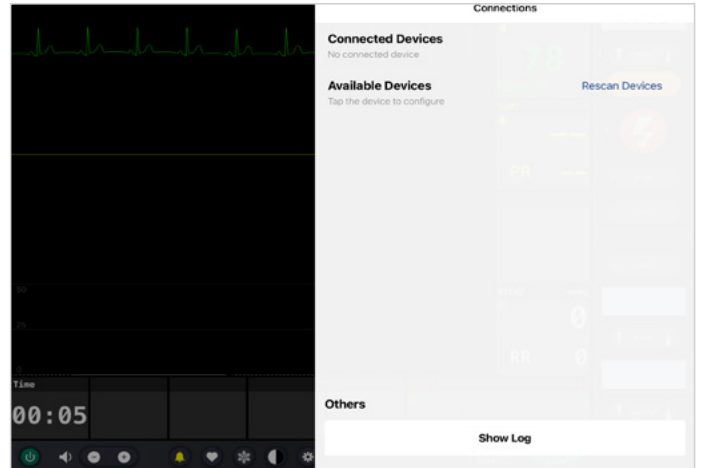 Connections
Connected Devices
No connected device
Available Devices
Rescan Devices
Tap the device to configure
78
RR
50
25
0
0
RR 0
Time
00:05
Others
Show Log